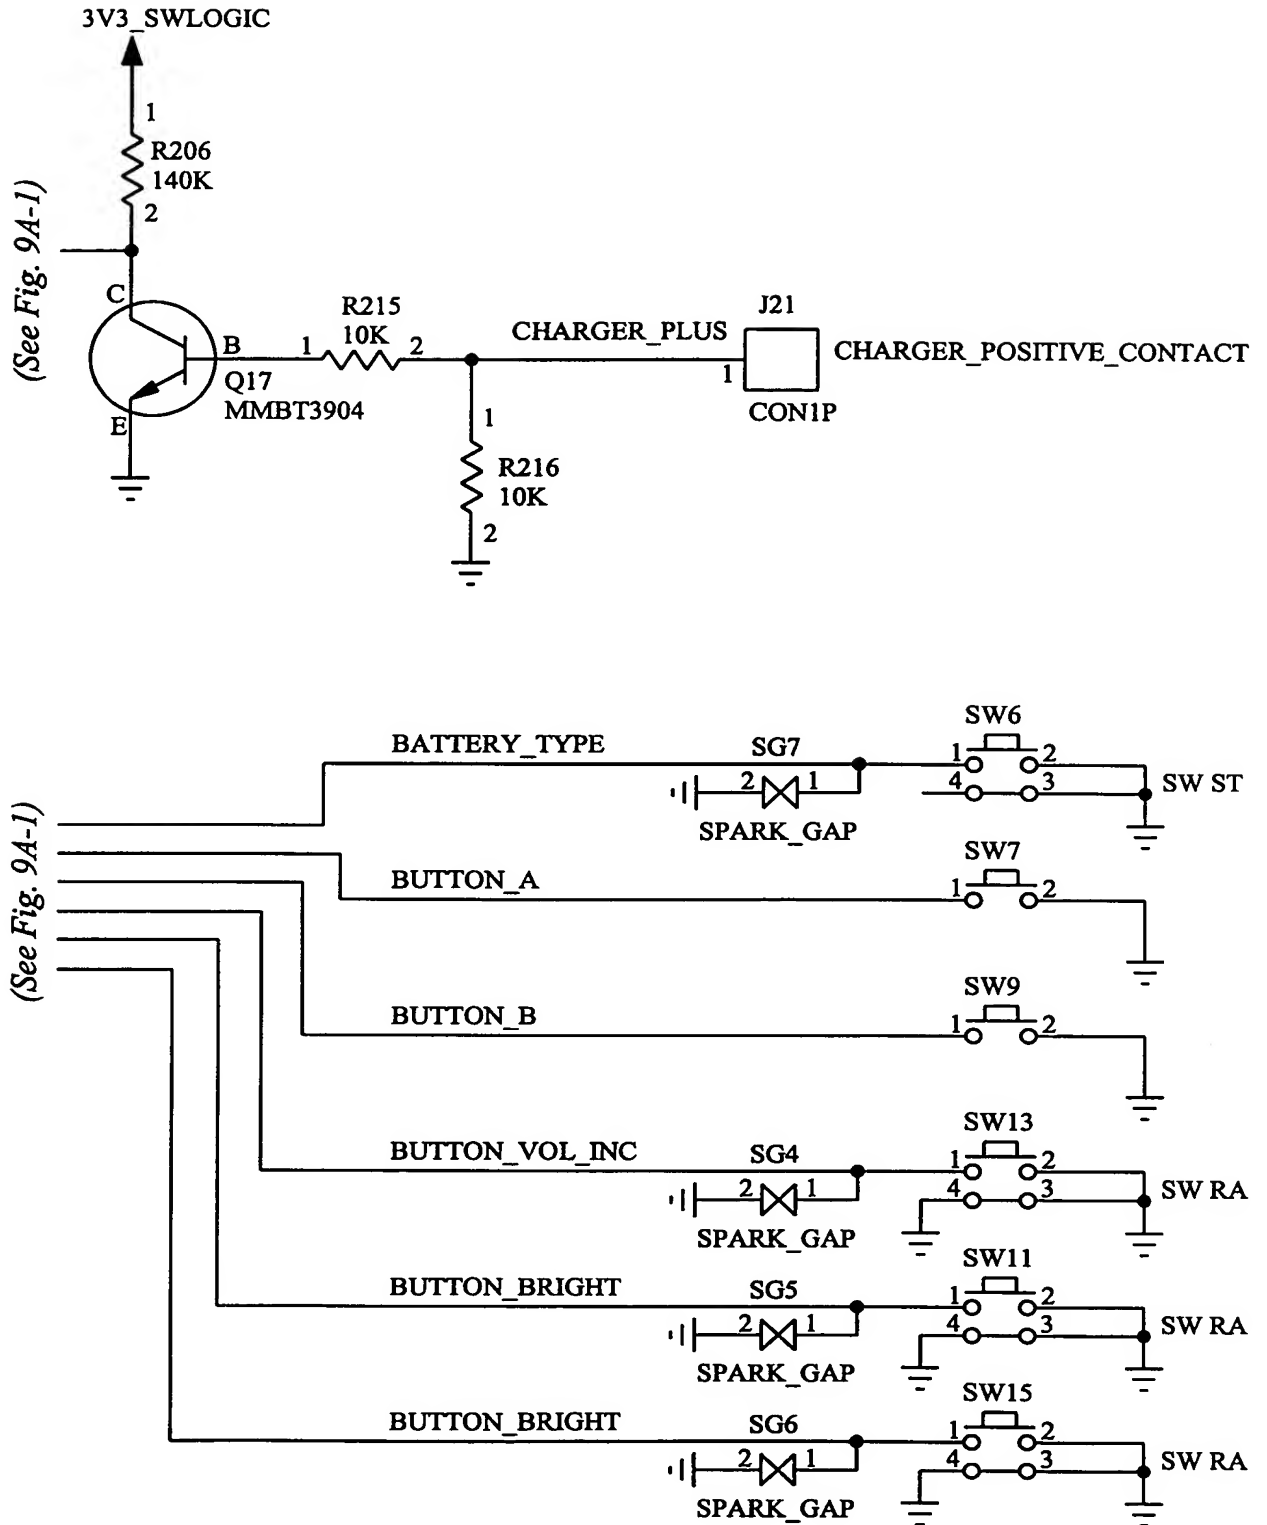 3V3_SWLOGIC
1
R206
140K
2
(See Fig. 9A-1)
C
B
E
Q17
MMBT3904
R215
10K
1
2
CHARGER_PLUS
J21
1
CON1P
CHARGER_POSITIVE_CONTACT
1
R216
10K
2
(See Fig. 9A-1)
BATTERY_TYPE
SG7
2 1
SPARK_GAP
SW6
1 2
4 3
SW ST
BUTTON_A
SW7
1 2
BUTTON_B
SW9
1 2
BUTTON_VOL_INC
SG4
2 1
SPARK_GAP
SW13
1 2
4 3
SW RA
BUTTON_BRIGHT
SG5
2 1
SPARK_GAP
SW11
1 2
4 3
SW RA
BUTTON_BRIGHT
SG6
2 1
SPARK_GAP
SW15
1 2
4 3
SW RA